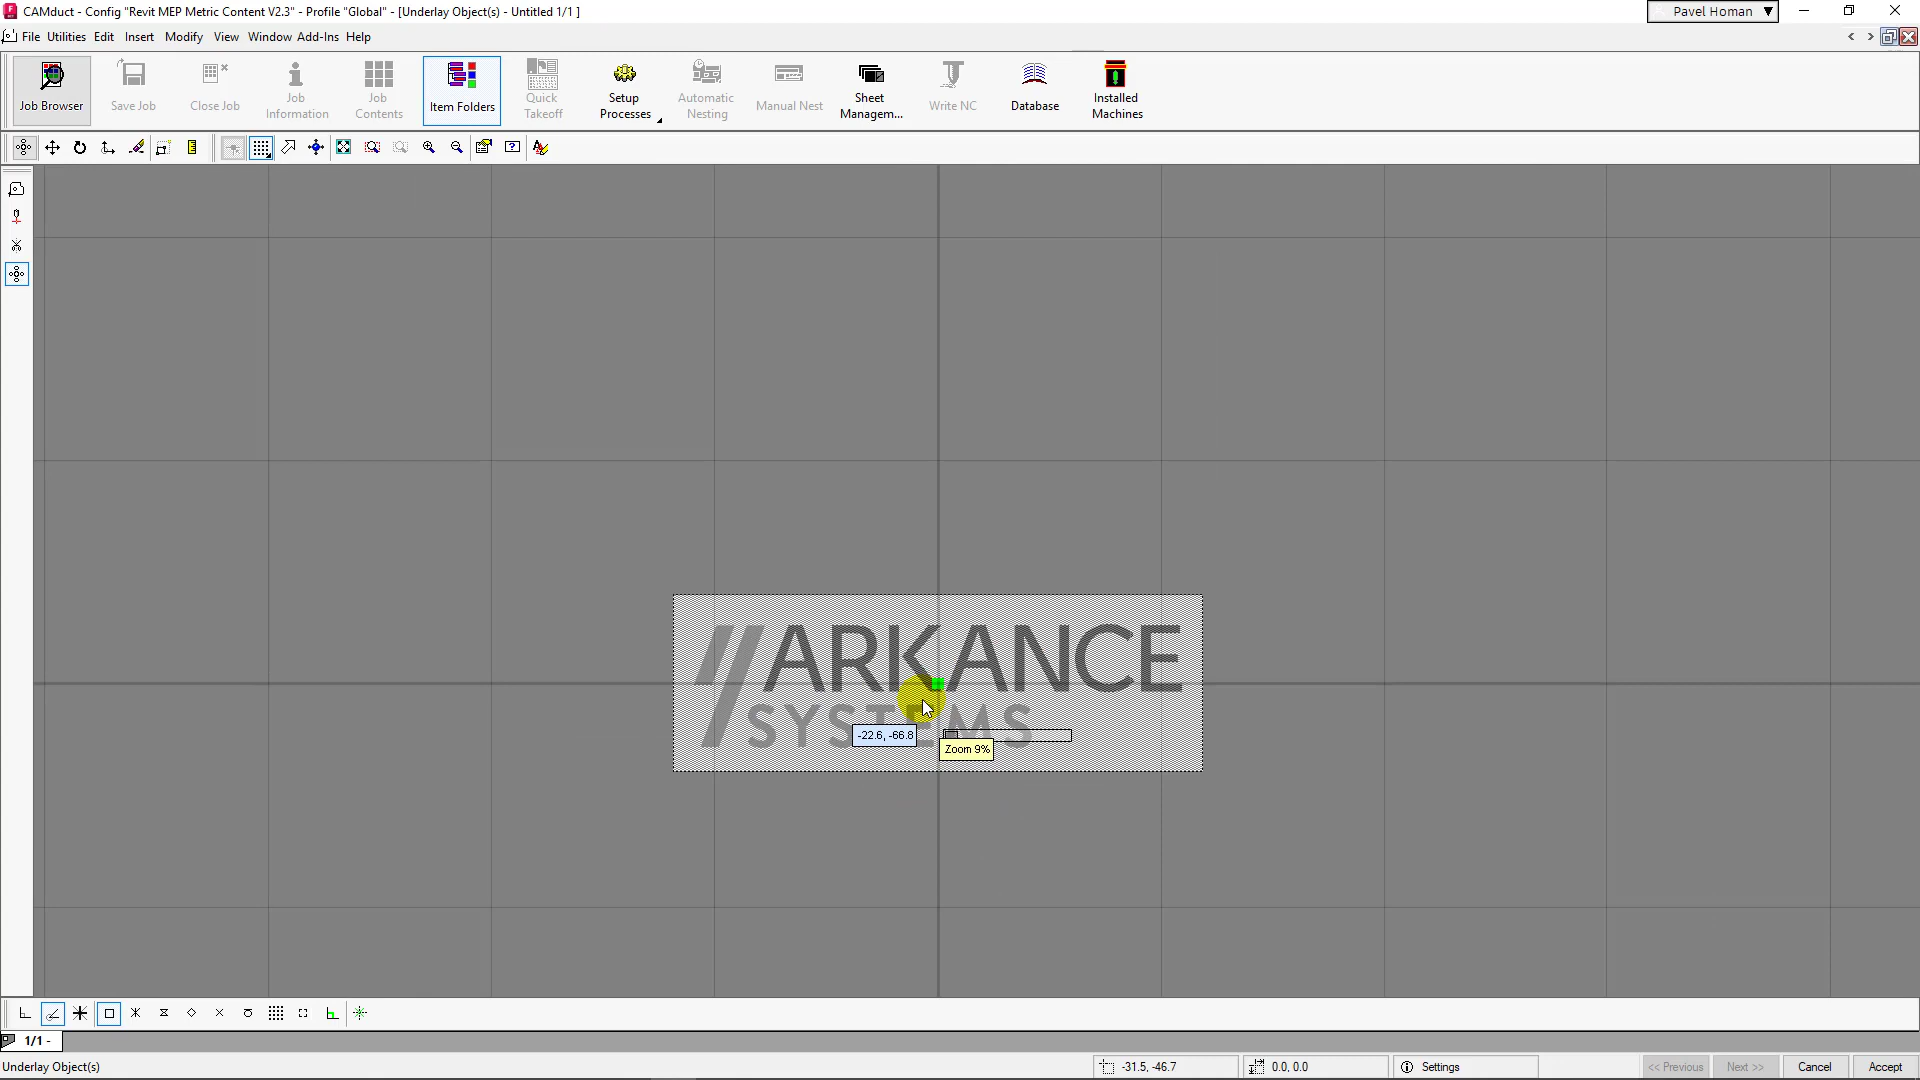 CAMduct - Config "Revit MEP Metric Content V2.3" - Profile "Global" - [Underlay Object(s) - Untitled 1/1 ]
Pavel Homan
File Utilities Edit Insert Modify View Window Add-Ins Help
Job Browser
Save Job
Close Job
Job
Information
Job
Contents
Item Folders
Quick
Takeoff
Setup
Processes
Automatic
Nesting
Manual Nest
Sheet
Managem...
Write NC
Database
Installed
Machines
ARKANCE
SYSTEMS
-22.6, -66.8
Zoom 9%
1/1 -
Underlay Object(s)
-31.5, -46.7
0.0, 0.0
Settings
<< Previous
Next >>
Cancel
Accept